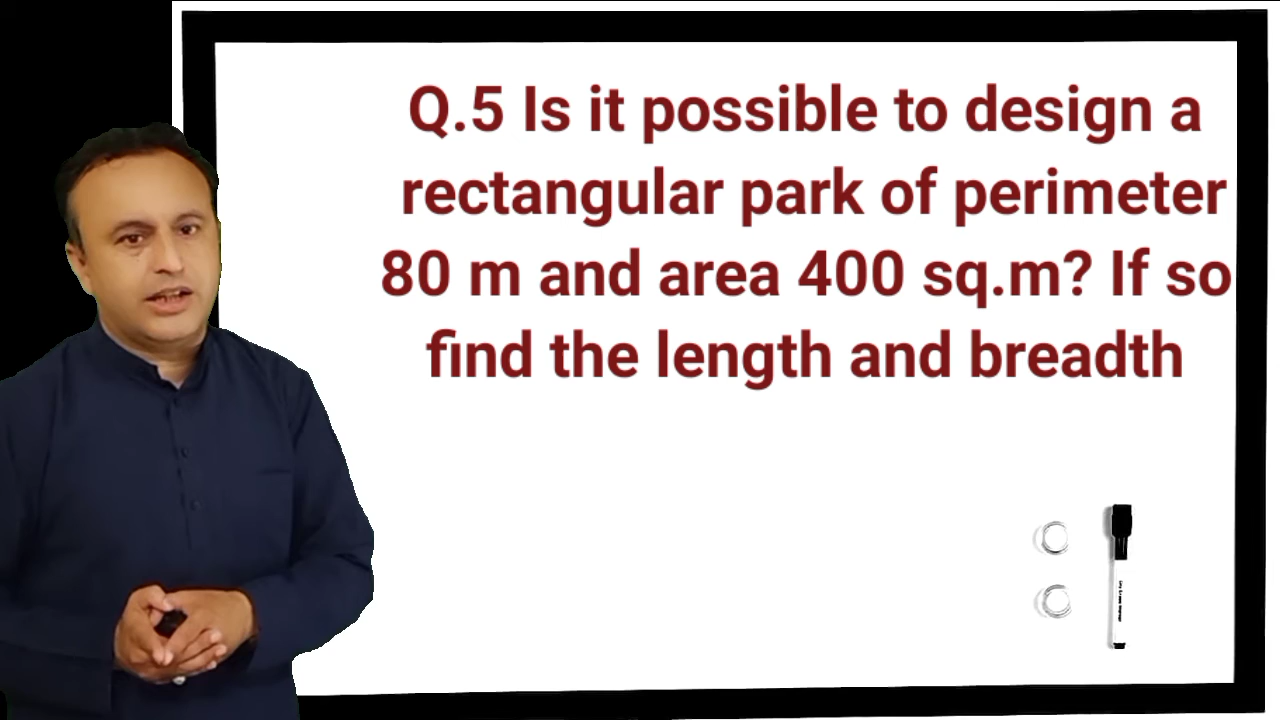 Q.5 Is it possible to design a
rectangular park of perimeter
80 m and area 400 sq.m? If so
find the length and breadth